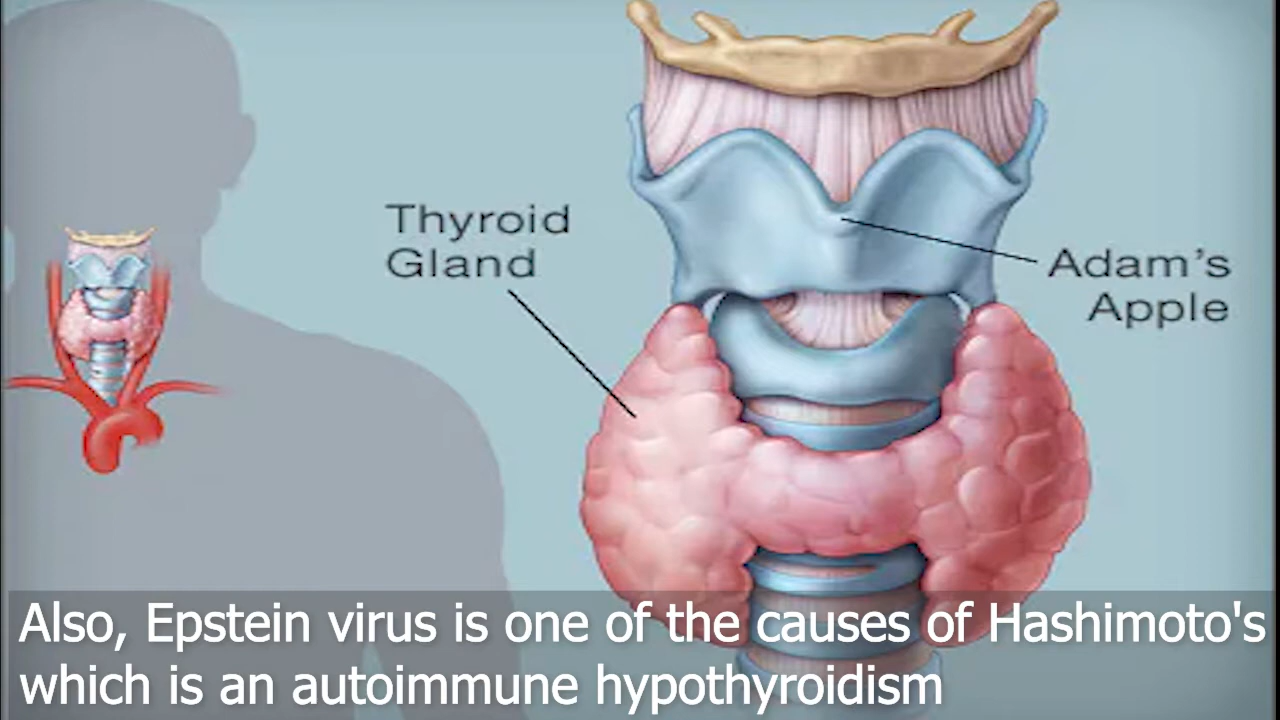 Thyroid
Gland
Adam's
Apple
Also, Epstein virus is one of the causes of Hashimoto's
which is an autoimmune hypothyroidism